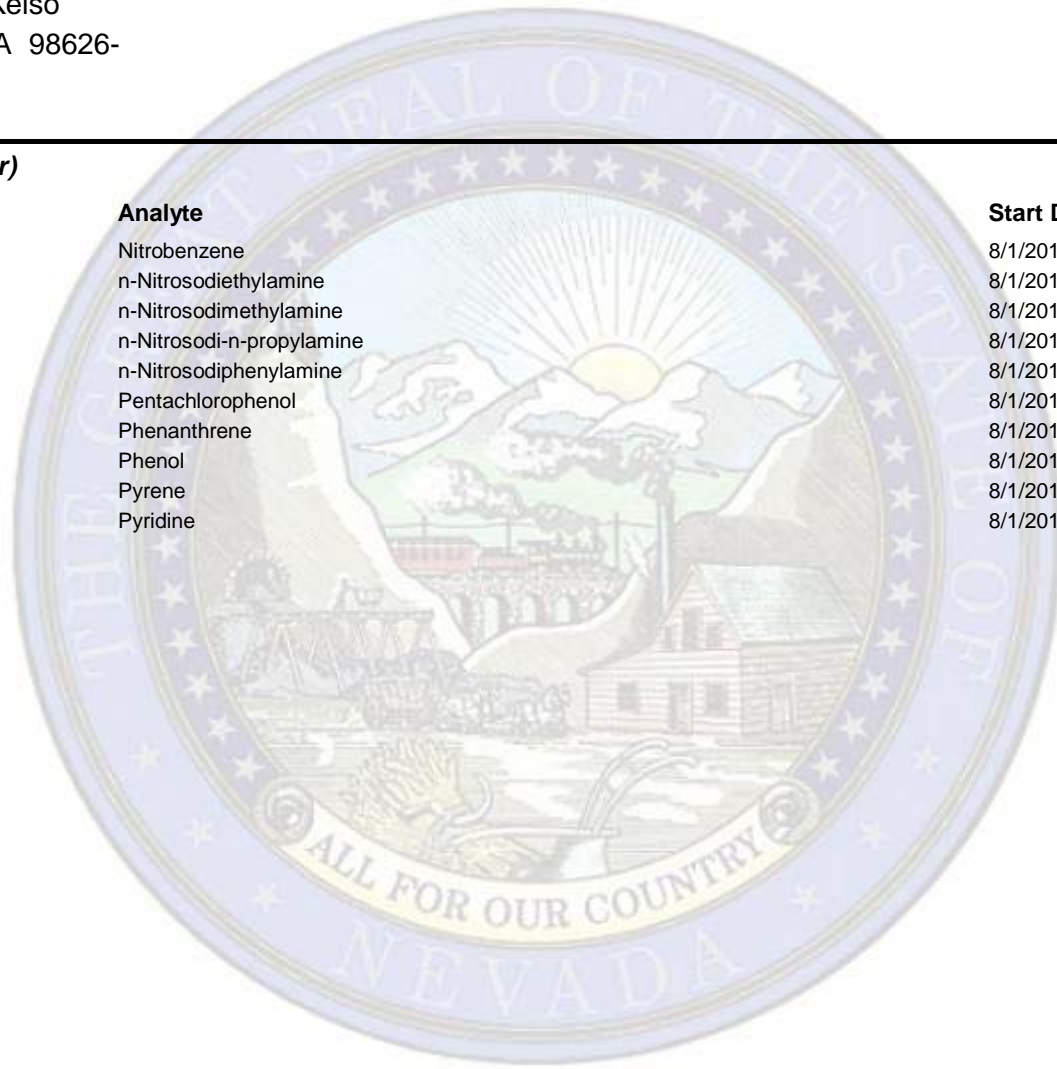 Kelso
A 98626-
r)
Analyte Start D
Nitrobenzene 8/1/201
n-Nitrosodiethylamine 8/1/201
n-Nitrosodimethylamine 8/1/201
n-Nitrosodi-n-propylamine 8/1/201
n-Nitrosodiphenylamine 8/1/201
Pentachlorophenol 8/1/201
Phenanthrene 8/1/201
Phenol 8/1/201
Pyrene 8/1/201
Pyridine 8/1/201
THE GREAT SEAL OF THE STATE OF
ALL FOR OUR COUNTRY
NEVADA